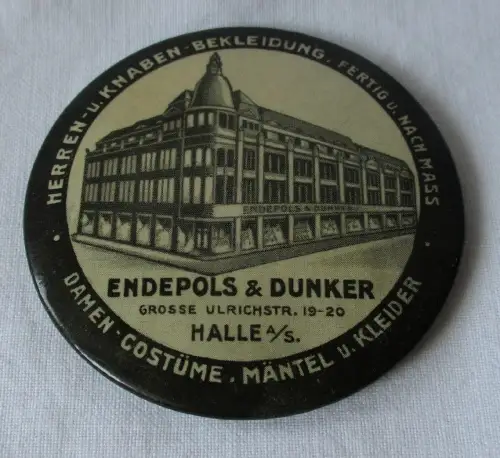 HERREN- U. KNABEN-BEKLEIDUNG, FERTIG U. NACH MASS
ENDEPOLS & DUNKER
ENDEPOLS & DUNKER
GROSSE ULRICHSTR. 19-20
HALLE A/S.
DAMEN-COSTÜME, MÄNTEL U. KLEIDER